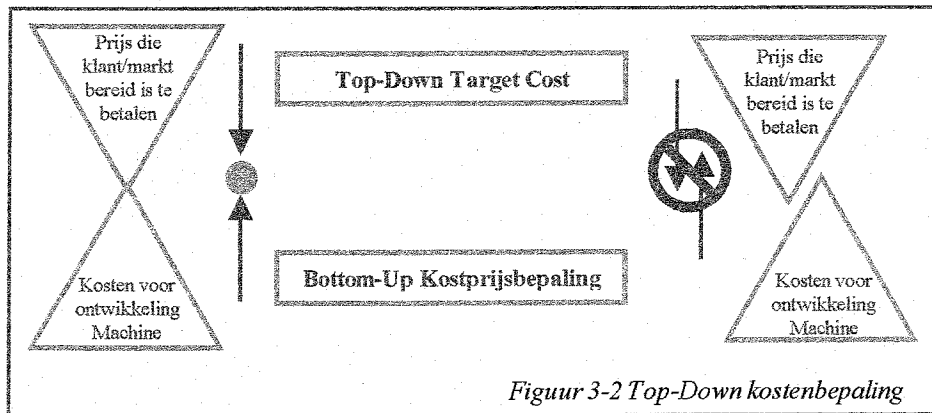 Prijs die
klant/markt
bereid is te
betalen
Top-Down Target Cost
Prijs die
klant/markt
bereid is te
betalen
Kosten voor
ontwikkeling
Machine
Bottom-Up Kostprijsbepaling
Kosten voor
ontwikkeling
Machine
Figuur 3-2 Top-Down kostenbepaling